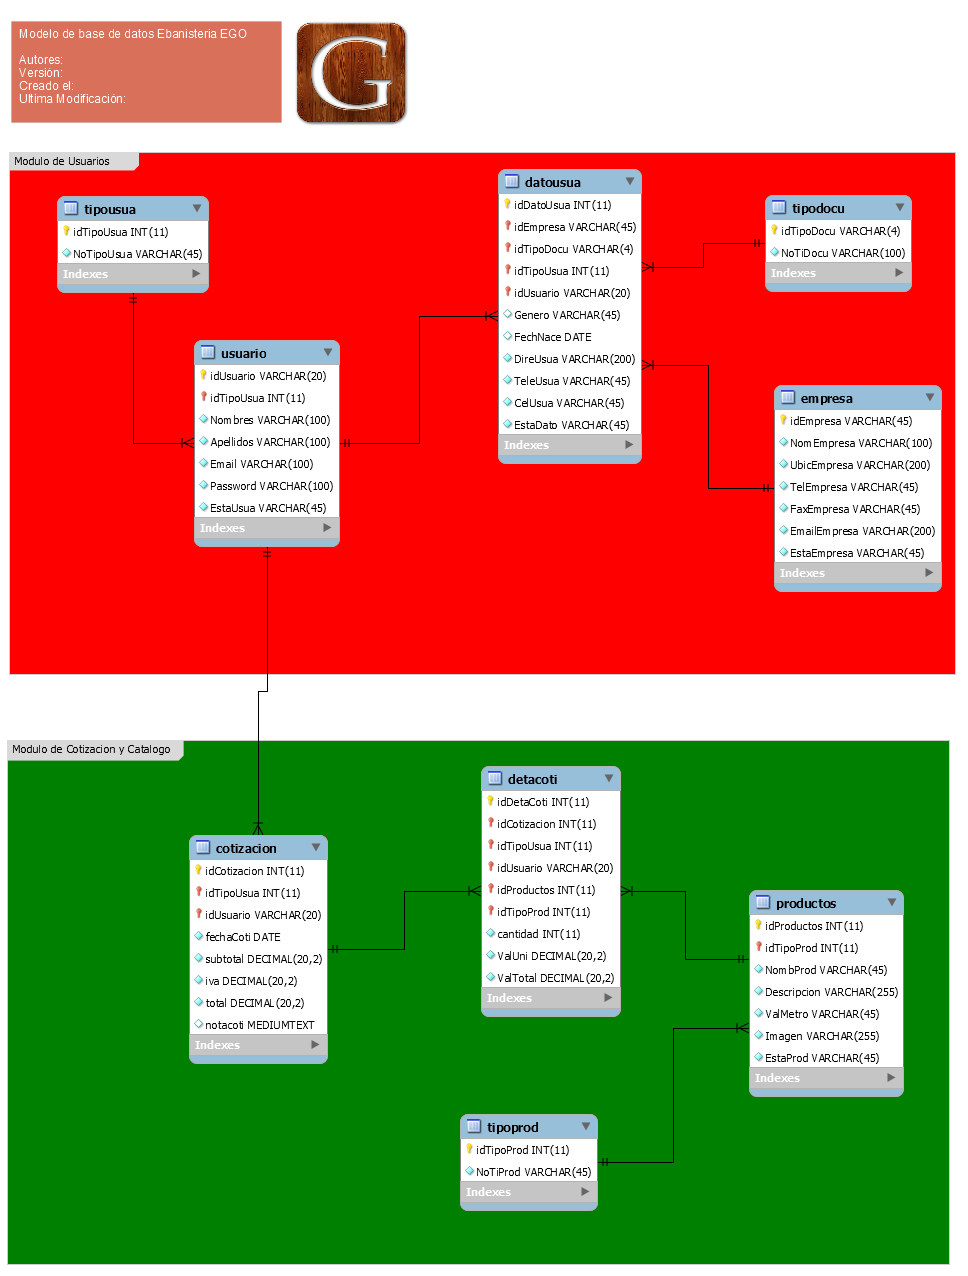 Modelo de base de datos Ebanisteria EGO
Autores:
Versión:
Creado el:
Ultima Modificación:
G
Modulo de Usuarios
tipousua
idTipoUsua INT(11)
NoTipoUsua VARCHAR(45)
Indexes
usuario
idUsuario VARCHAR(20)
idTipoUsua INT(11)
Nombres VARCHAR(100)
Apellidos VARCHAR(100)
Email VARCHAR(100)
Password VARCHAR(100)
EstaUsua VARCHAR(45)
Indexes
datousua
idDatoUsua INT(11)
idEmpresa VARCHAR(45)
idTipoDocu VARCHAR(4)
idTipoUsua INT(11)
idUsuario VARCHAR(20)
Genero VARCHAR(45)
FechNace DATE
DireUsua VARCHAR(200)
TeleUsua VARCHAR(45)
CelUsua VARCHAR(45)
EstaDato VARCHAR(45)
Indexes
tipodocu
idTipoDocu VARCHAR(4)
NoTiDocu VARCHAR(100)
Indexes
empresa
idEmpresa VARCHAR(45)
NomEmpresa VARCHAR(100)
UbicEmpresa VARCHAR(200)
TelEmpresa VARCHAR(45)
FaxEmpresa VARCHAR(45)
EmailEmpresa VARCHAR(200)
EstaEmpresa VARCHAR(45)
Indexes
Modulo de Cotizacion y Catalogo
cotizacion
idCotizacion INT(11)
idTipoUsua INT(11)
idUsuario VARCHAR(20)
fechaCoti DATE
subtotal DECIMAL(20,2)
iva DECIMAL(20,2)
total DECIMAL(20,2)
notacoti MEDIUMTEXT
Indexes
detacoti
idDetaCoti INT(11)
idCotizacion INT(11)
idTipoUsua INT(11)
idUsuario VARCHAR(20)
idProductos INT(11)
idTipoProd INT(11)
cantidad INT(11)
ValUni DECIMAL(20,2)
ValTotal DECIMAL(20,2)
Indexes
productos
idProductos INT(11)
idTipoProd INT(11)
NombProd VARCHAR(45)
Descripcion VARCHAR(255)
ValMetro VARCHAR(45)
Imagen VARCHAR(255)
EstaProd VARCHAR(45)
Indexes
tipoprod
idTipoProd INT(11)
NoTiProd VARCHAR(45)
Indexes